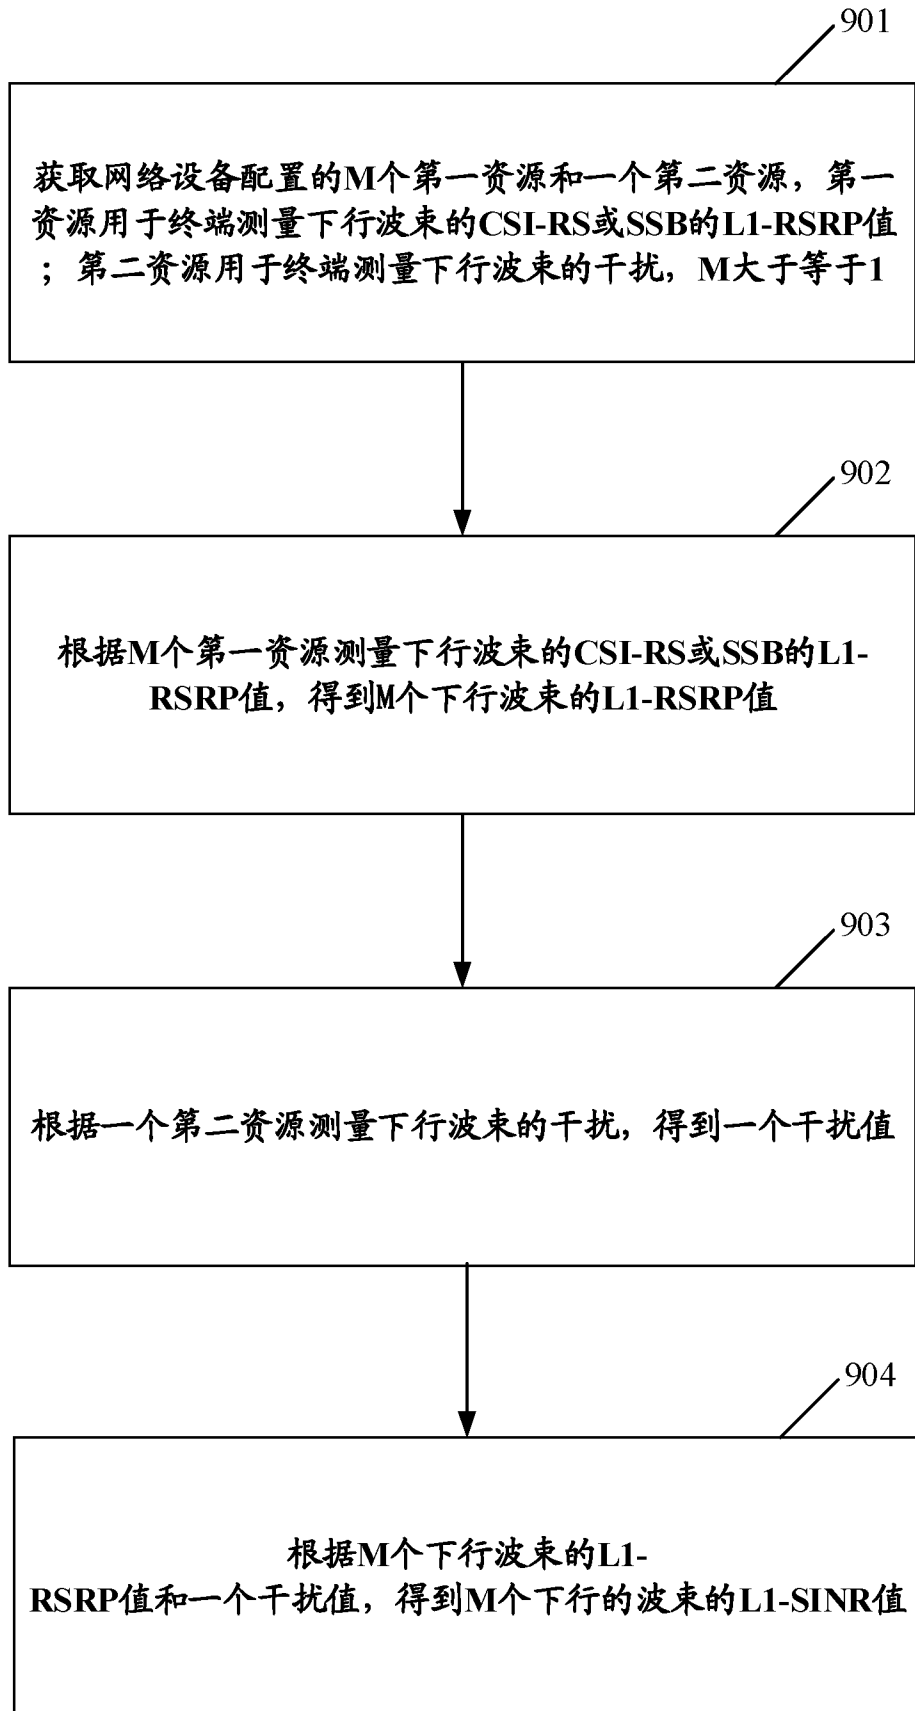 901
获取网络设备配置的M个第一资源和一个第二资源，第一
资源用于终端测量下行波束的CSI-RS或SSB的L1-RSRP值
；第二资源用于终端测量下行波束的干扰，M大于等于1
902
根据M个第一资源测量下行波束的CSI-RS或SSB的L1-
RSRP值，得到M个下行波束的L1-RSRP值
903
根据一个第二资源测量下行波束的干扰，得到一个干扰值
904
根据M个下行波束的L1-
RSRP值和一个干扰值，得到M个下行的波束的L1-SINR值